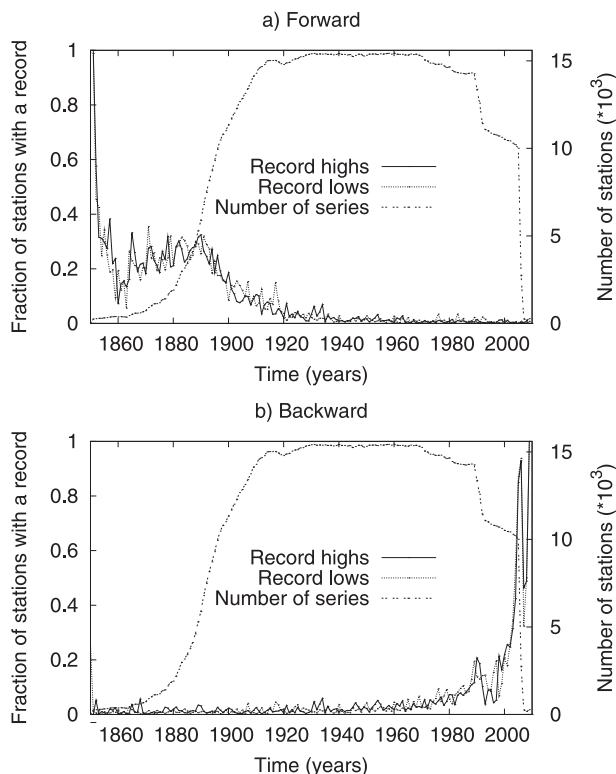 a) Forward
Fraction of stations with a record
1
0.8
0.6
0.4
0.2
0
Record highs
Record lows
Number of series
15
10
5
0
Number of stations (*10^3)
1860 1880 1900 1920 1940 1960 1980 2000
Time (years)
b) Backward
Fraction of stations with a record
1
0.8
0.6
0.4
0.2
0
Record highs
Record lows
Number of series
15
10
5
0
Number of stations (*10^3)
1860 1880 1900 1920 1940 1960 1980 2000
Time (years)